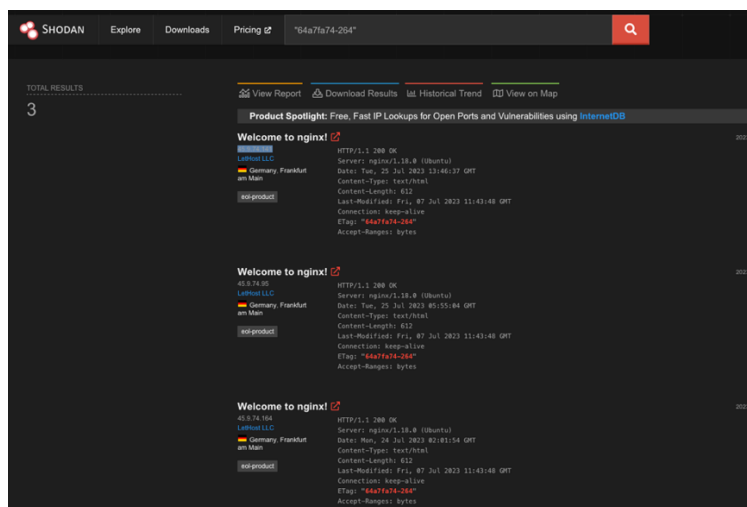 SHODAN Explore Downloads Pricing "64a7fa74-264"
TOTAL RESULTS
3
View Report Download Results Historical Trend View on Map
Product Spotlight: Free, Fast IP Lookups for Open Ports and Vulnerabilities using InternetDB
Welcome to nginx!
LetHost LLC
Germany, Frankfurt
am Main
eol-product
HTTP/1.1 200 OK
Server: nginx/1.18.0 (Ubuntu)
Date: Tue, 25 Jul 2023 13:46:37 GMT
Content-Type: text/html
Content-Length: 612
Last-Modified: Fri, 07 Jul 2023 11:43:48 GMT
Connection: keep-alive
ETag: "64a7fa74-264"
Accept-Ranges: bytes
Welcome to nginx!
45.9.74.95
LetHost LLC
Germany, Frankfurt
am Main
eol-product
HTTP/1.1 200 OK
Server: nginx/1.18.0 (Ubuntu)
Date: Tue, 25 Jul 2023 05:55:04 GMT
Content-Type: text/html
Content-Length: 612
Last-Modified: Fri, 07 Jul 2023 11:43:48 GMT
Connection: keep-alive
ETag: "64a7fa74-264"
Accept-Ranges: bytes
Welcome to nginx!
45.9.74.164
LetHost LLC
Germany, Frankfurt
am Main
eol-product
HTTP/1.1 200 OK
Server: nginx/1.18.0 (Ubuntu)
Date: Mon, 24 Jul 2023 02:01:54 GMT
Content-Type: text/html
Content-Length: 612
Last-Modified: Fri, 07 Jul 2023 11:43:48 GMT
Connection: keep-alive
ETag: "64a7fa74-264"
Accept-Ranges: bytes